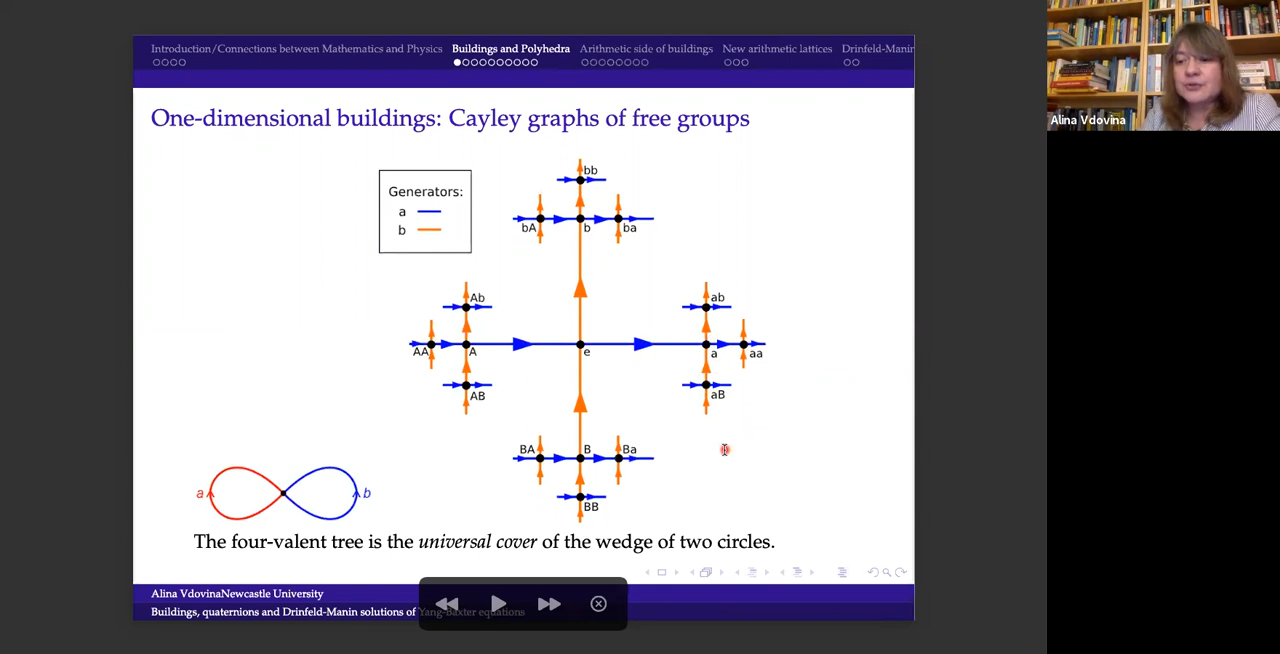 Introduction/Connections between Mathematics and Physics Buildings and Polyhedra Arithmetic side of buildings New arithmetic lattices Drinfeld-Manin
One-dimensional buildings: Cayley graphs of free groups
Generators:
a
b
bb
bA b ba
Ab ab
AA A e a aa
AB aB
BA B Ba
BB
a b
The four-valent tree is the universal cover of the wedge of two circles.
Alina VdovinaNewcastle University
Buildings, quaternions and Drinfeld-Manin solutions of Yang-Baxter equations
Alina Vdovina